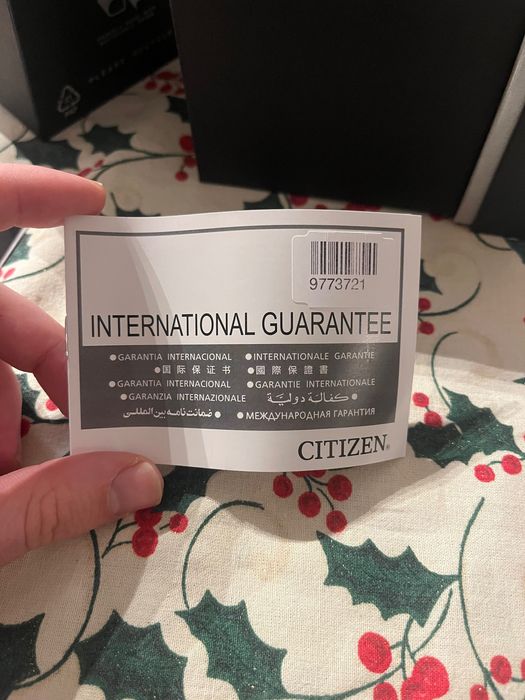 9773721
INTERNATIONAL GUARANTEE
●GARANTIA INTERNACIONAL ●INTERNATIONALE GARANTIE
●国际保证书 ●國際保證書
●GARANTIA INTERNACIONAL ●GARANTIE INTERNATIONALE
●GARANZIA INTERNAZIONALE كفالة دولية●
ضمانت نامه بین المللسی● ●МЕЖДУНАРОДНАЯ ГАРАНТИЯ
CITIZEN®